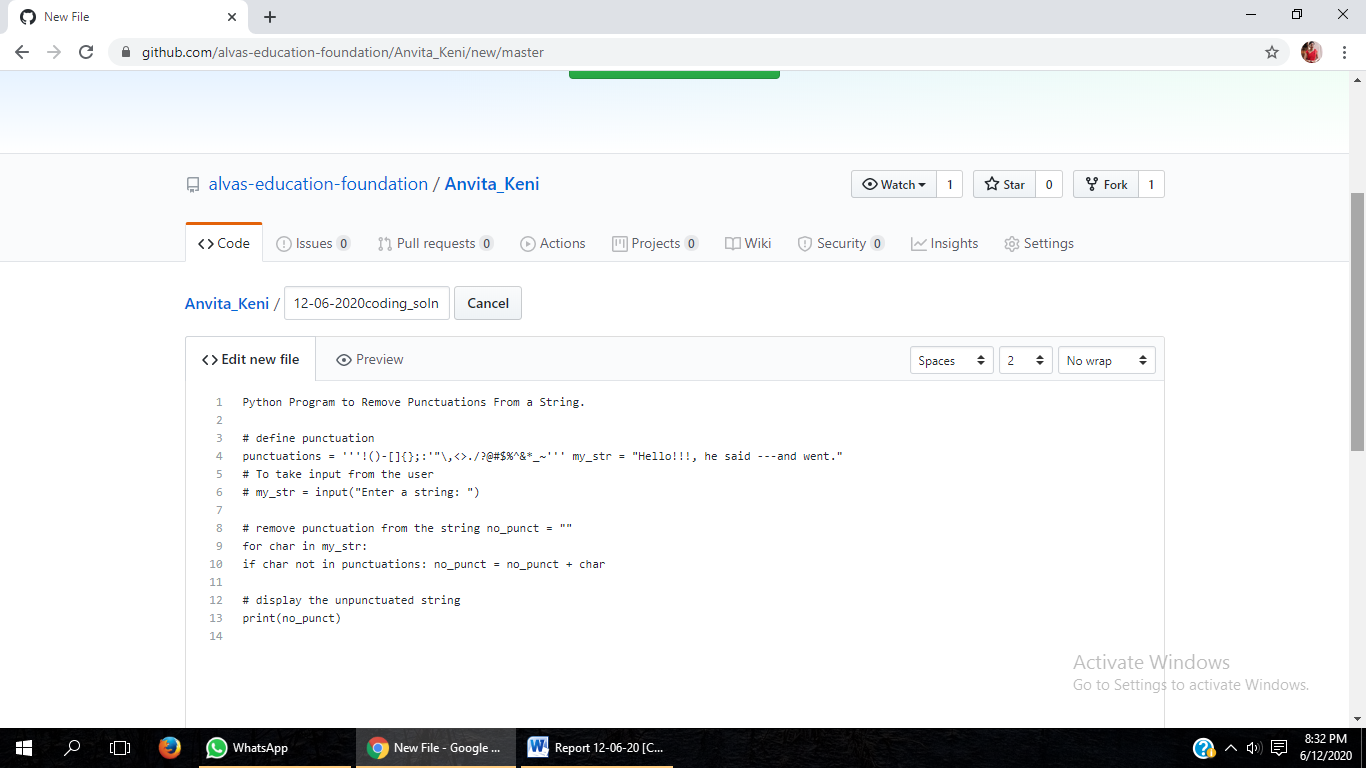 New File
github.com/alvas-education-foundation/Anvita_Keni/new/master
alvas-education-foundation / Anvita_Keni
Watch 1 Star 0 Fork 1
Code Issues 0 Pull requests 0 Actions Projects 0 Wiki Security 0 Insights Settings
Anvita_Keni / 12-06-2020coding_soln Cancel
Edit new file Preview Spaces 2 No wrap
1 Python Program to Remove Punctuations From a String.
2
3 # define punctuation
4 punctuations = '''!()-[]{};:'"\,<>./?@#$%^&*_~''' my_str = "Hello!!!, he said ---and went."
5 # To take input from the user
6 # my_str = input("Enter a string: ")
7
8 # remove punctuation from the string no_punct = ""
9 for char in my_str:
10 if char not in punctuations: no_punct = no_punct + char
11
12 # display the unpunctuated string
13 print(no_punct)
14
Activate Windows
Go to Settings to activate Windows.
WhatsApp New File - Google ... Report 12-06-20 [C...
8:32 PM
6/12/2020